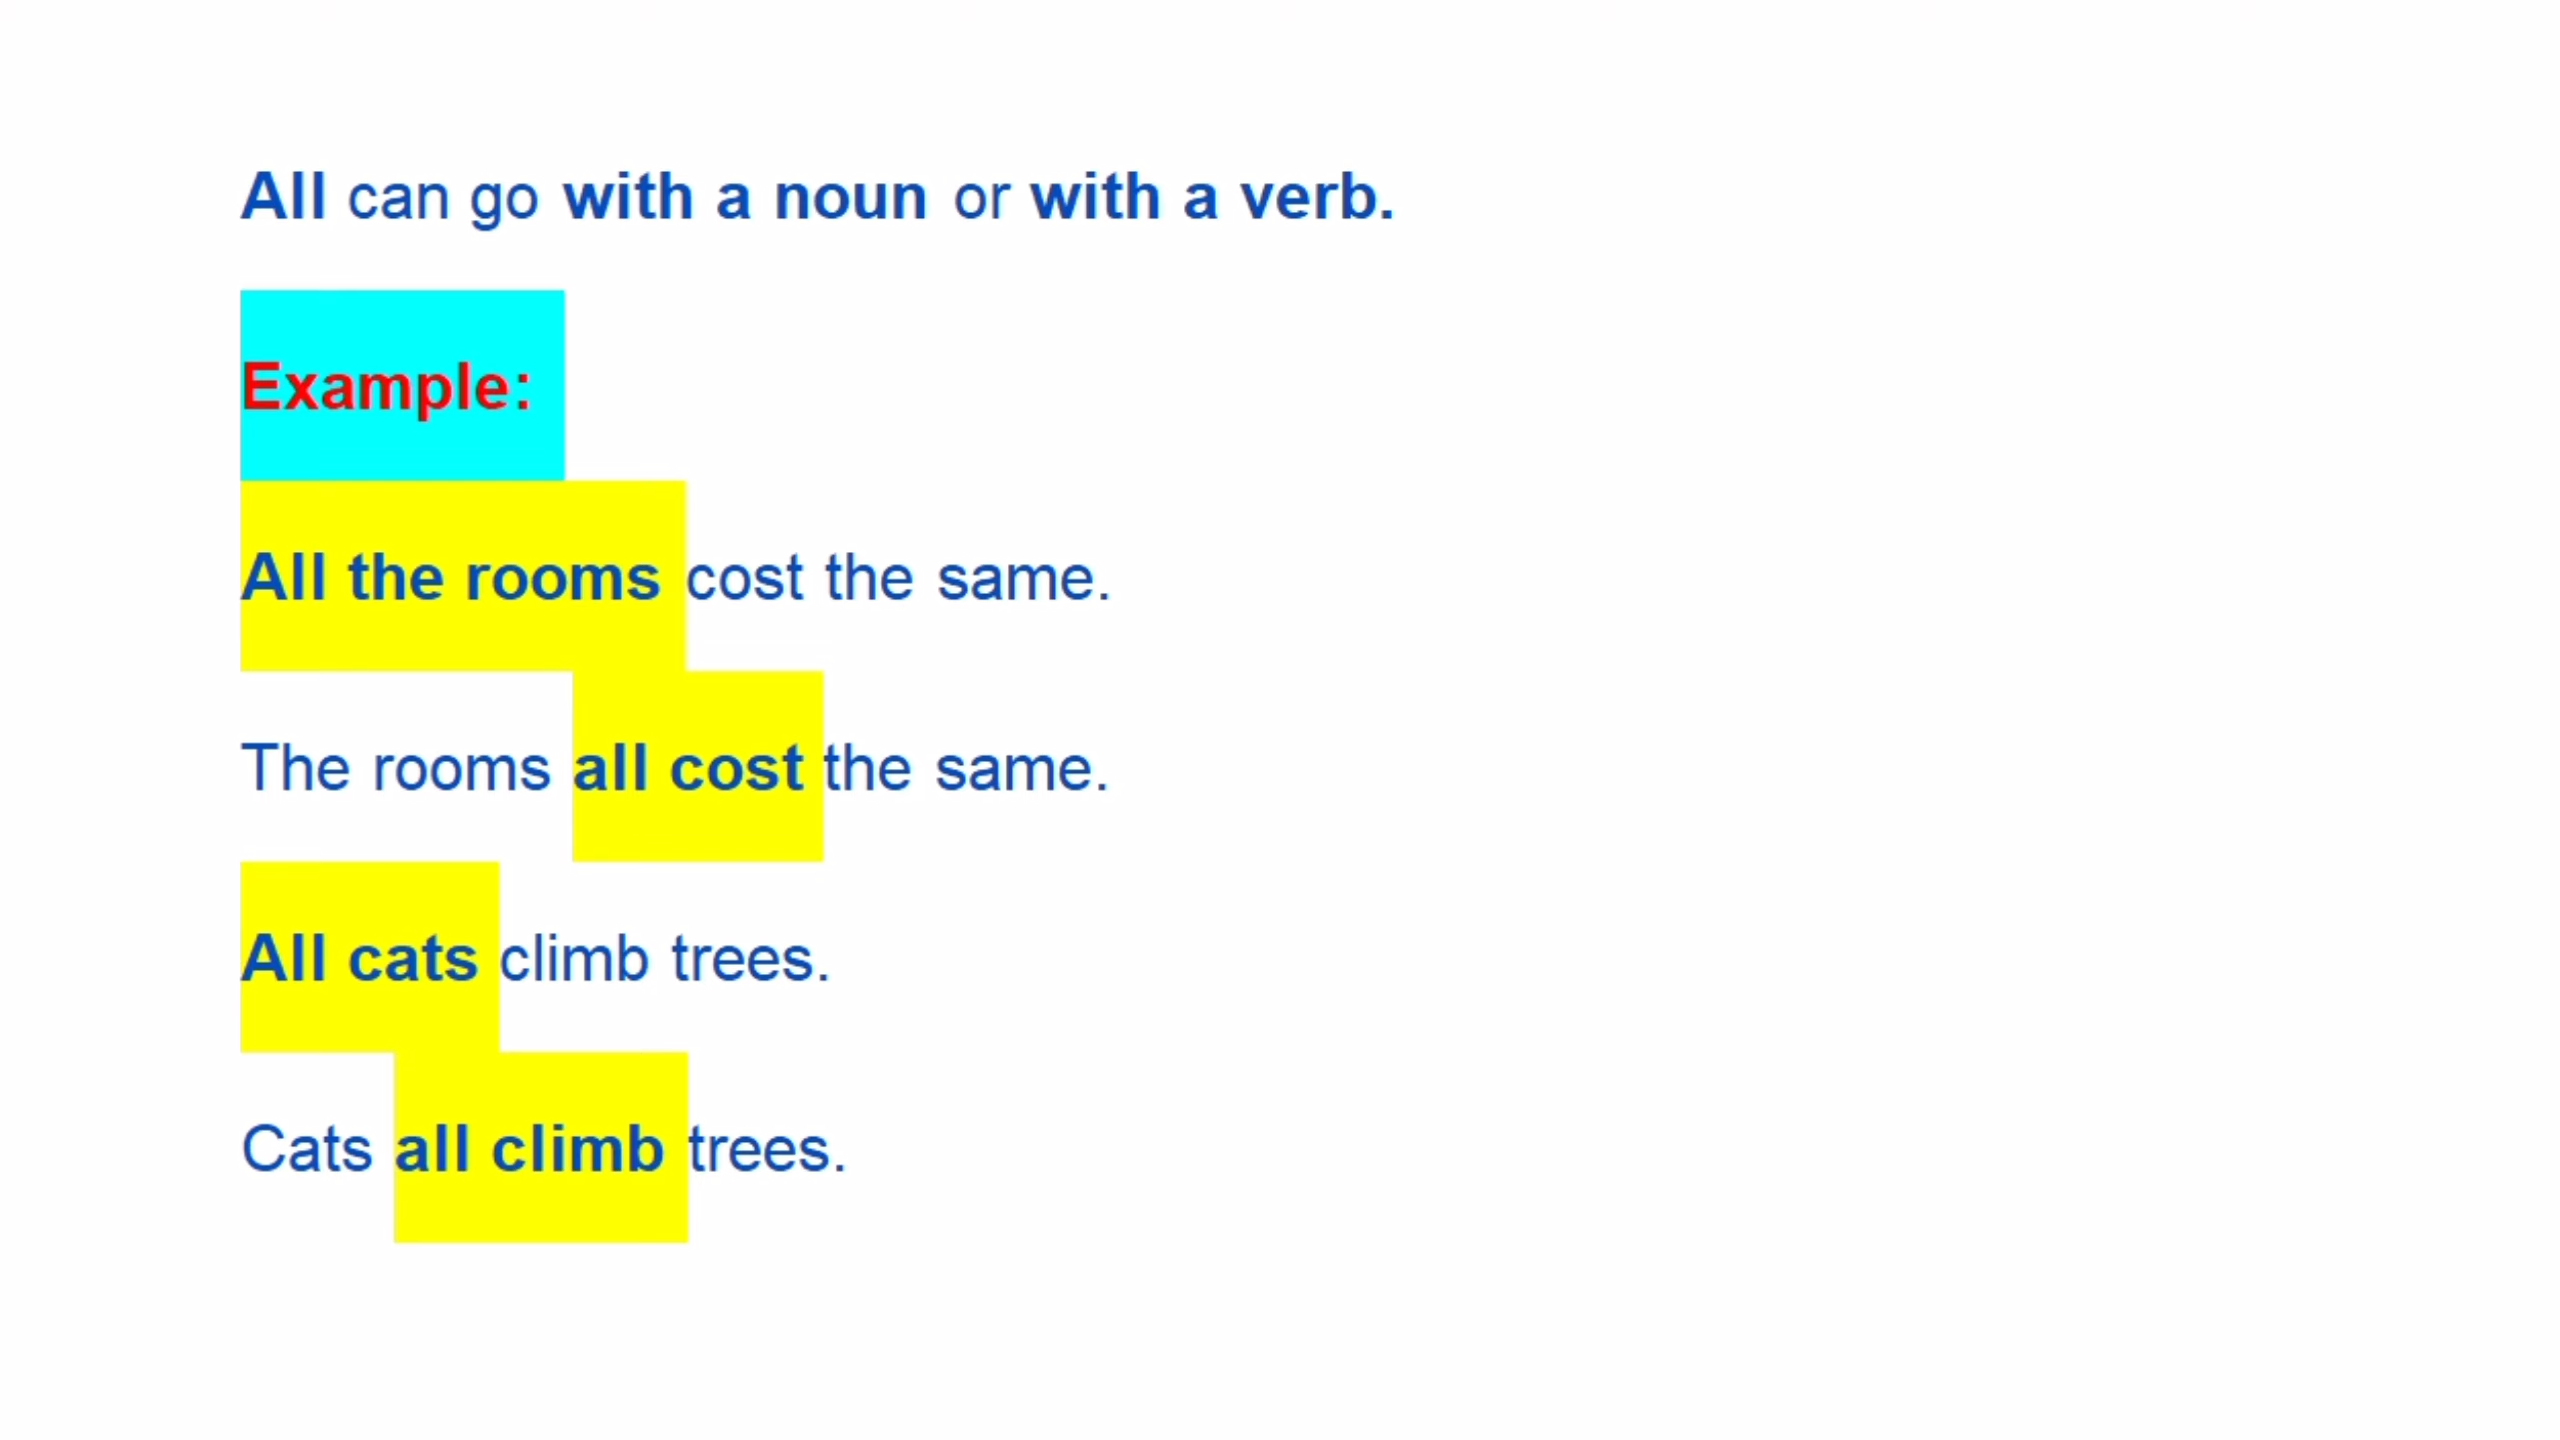 All can go with a noun or with a verb.
Example:
All the rooms cost the same.
The rooms all cost the same.
All cats climb trees.
Cats all climb trees.